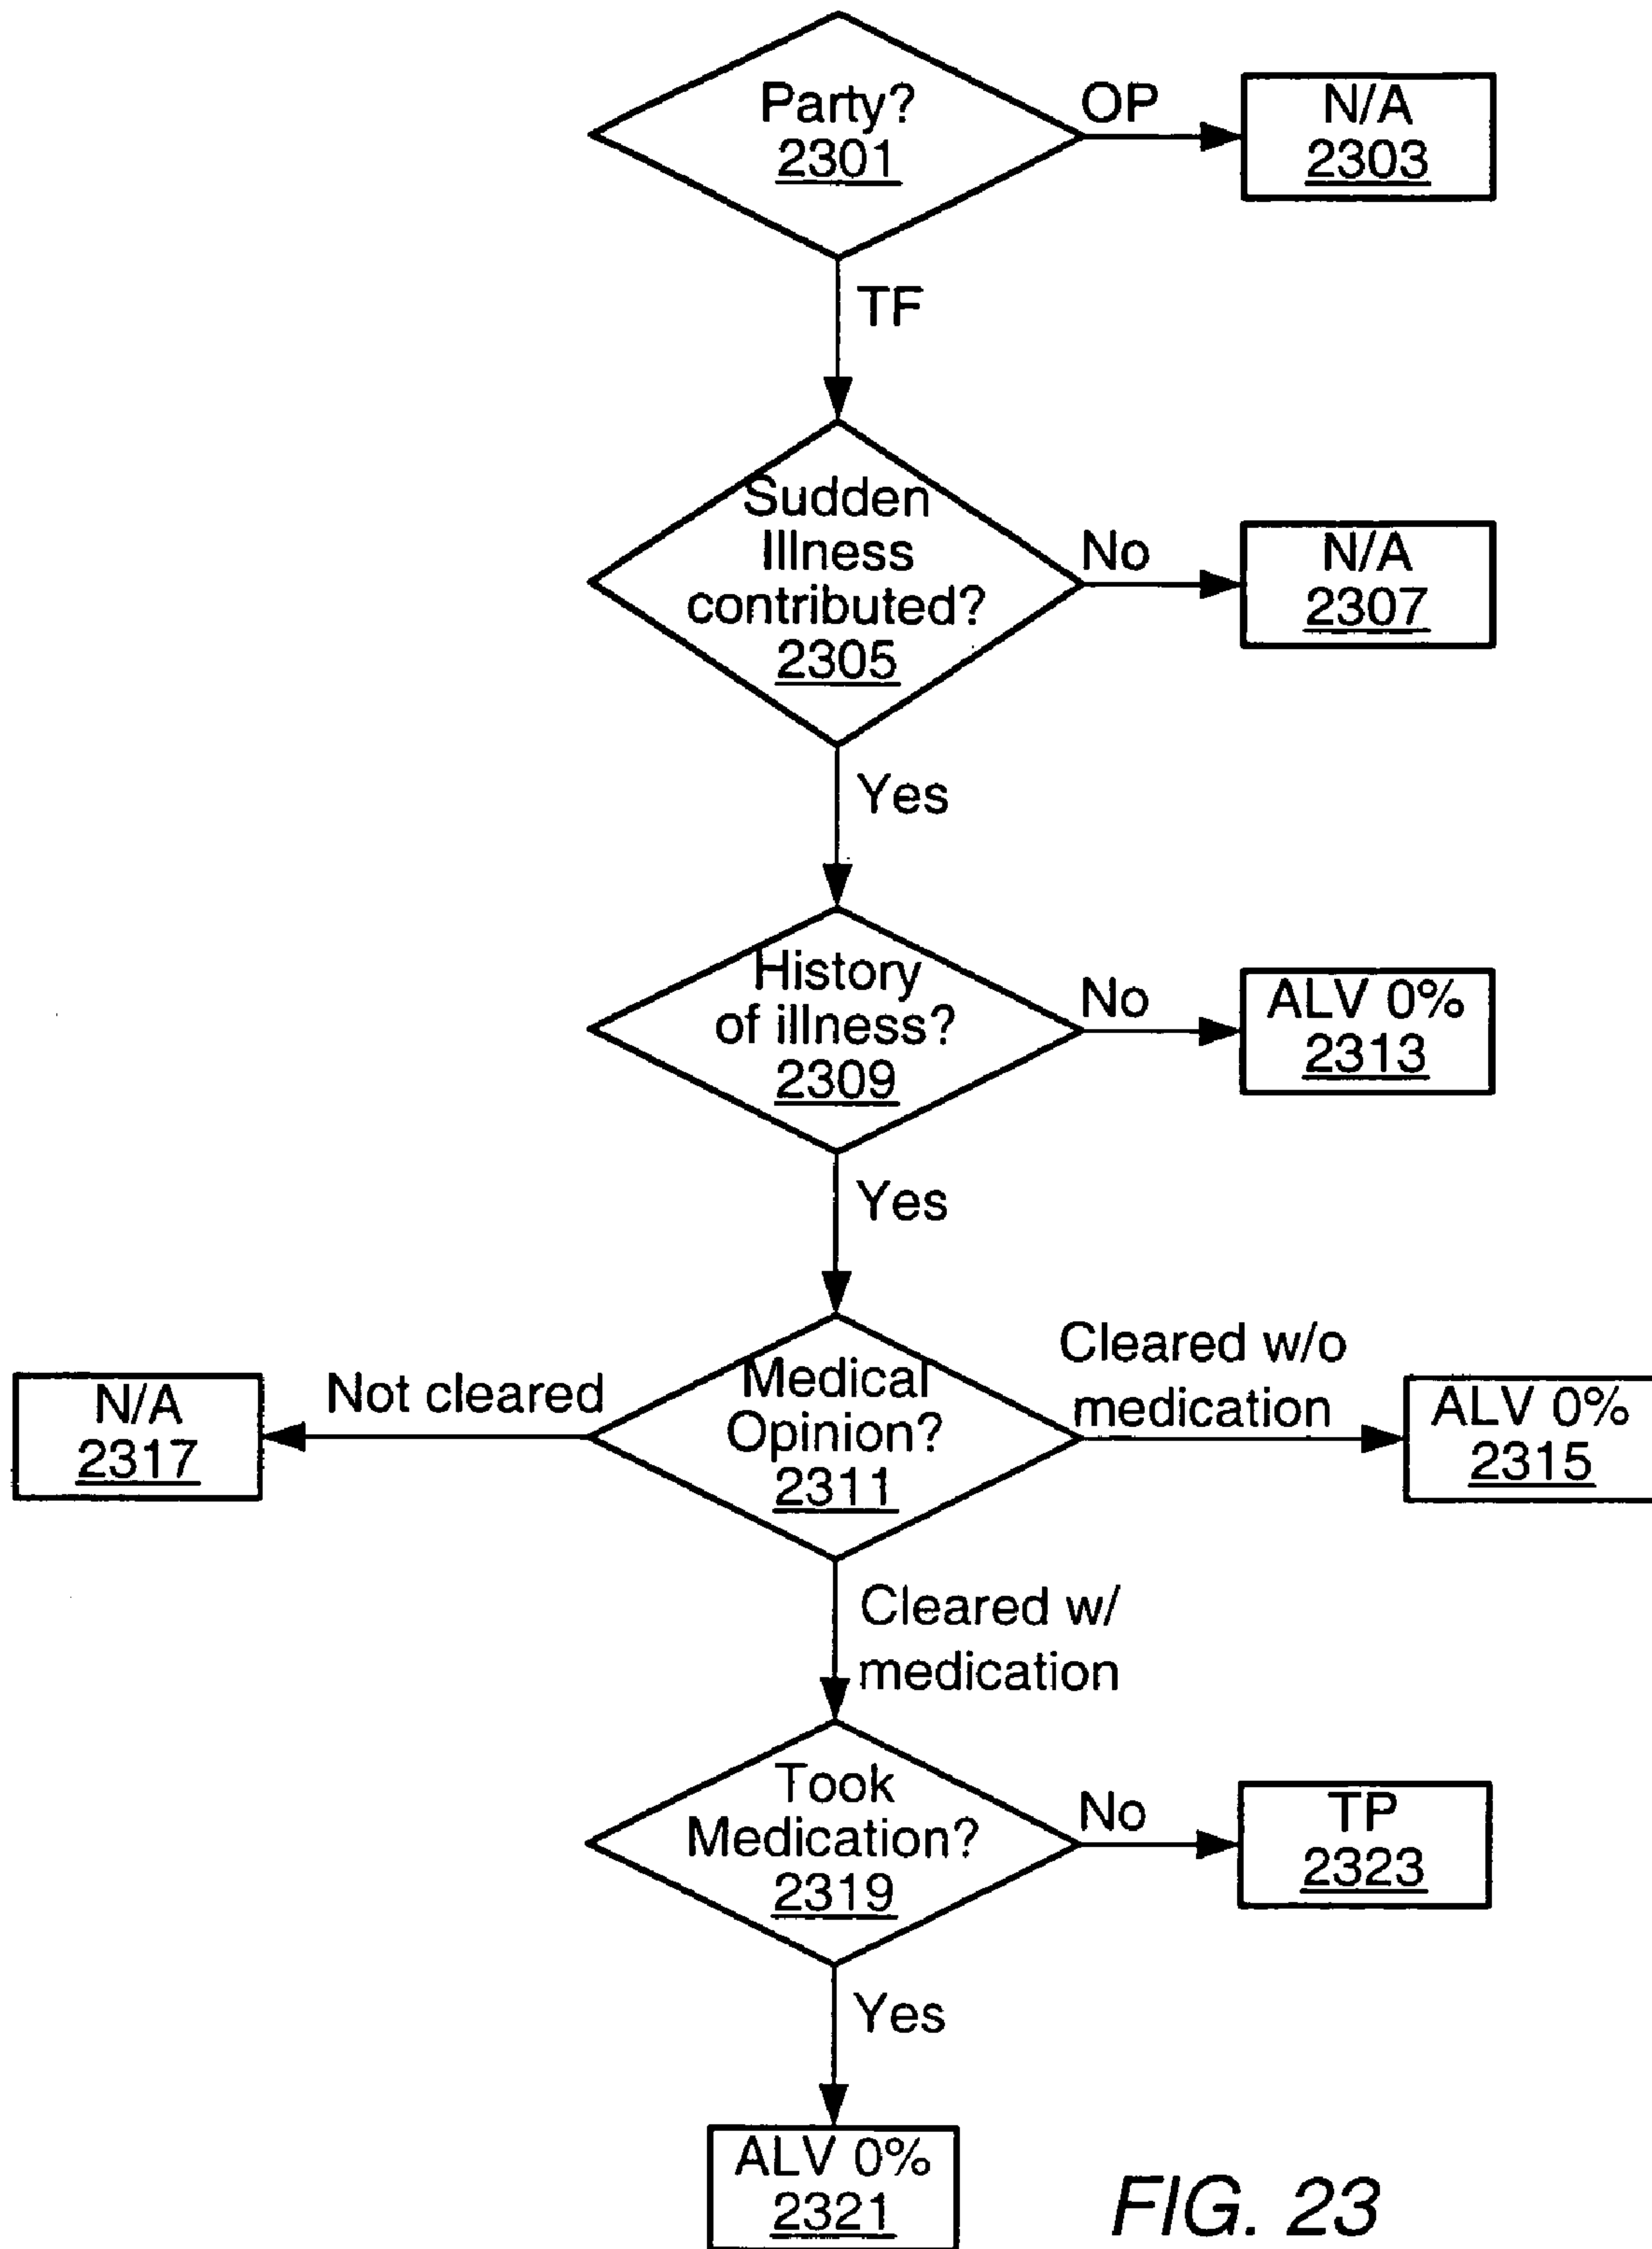 Party?
2301
OP
N/A
2303
TF
Sudden
Illness
contributed?
2305
No
N/A
2307
Yes
History
of illness?
2309
No
ALV 0%
2313
Yes
Medical
Opinion?
2311
Not cleared
N/A
2317
Cleared w/o
medication
ALV 0%
2315
Cleared w/
medication
Took
Medication?
2319
No
TP
2323
Yes
ALV 0%
2321
FIG. 23